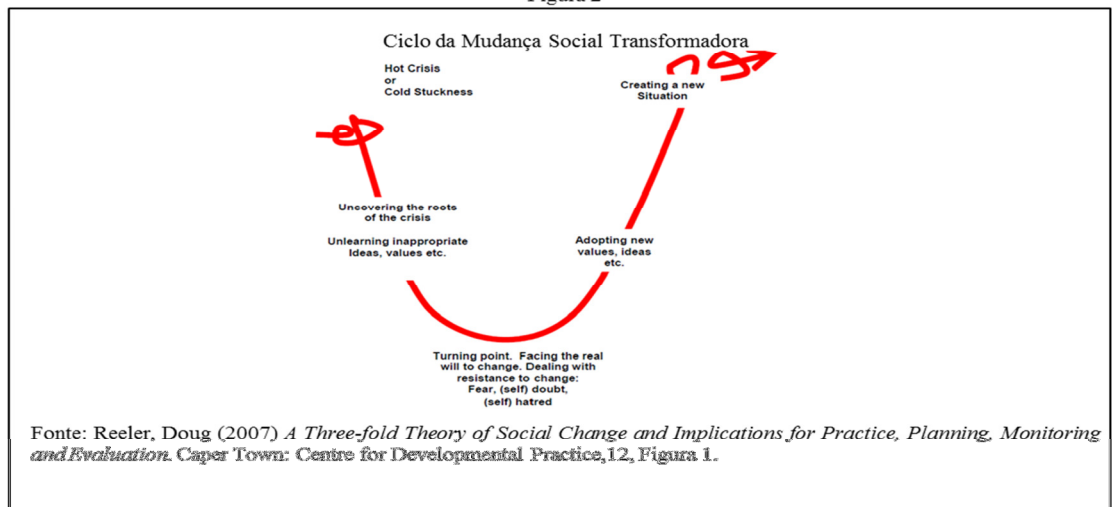 Figura 2
Ciclo da Mudança Social Transformadora
Hot Crisis
or
Cold Stuckness
Creating a new
Situation
Uncovering the roots
of the crisis
Unlearning inappropriate
Ideas, values etc.
Adopting new
values, ideas
etc.
Turning point. Facing the real
will to change. Dealing with
resistance to change:
Fear, (self) doubt,
(self) hatred
Fonte: Reeler, Doug (2007) A Three-fold Theory of Social Change and Implications for Practice, Planning, Monitoring
and Evaluation. Caper Town: Centre for Developmental Practice,12, Figura 1.